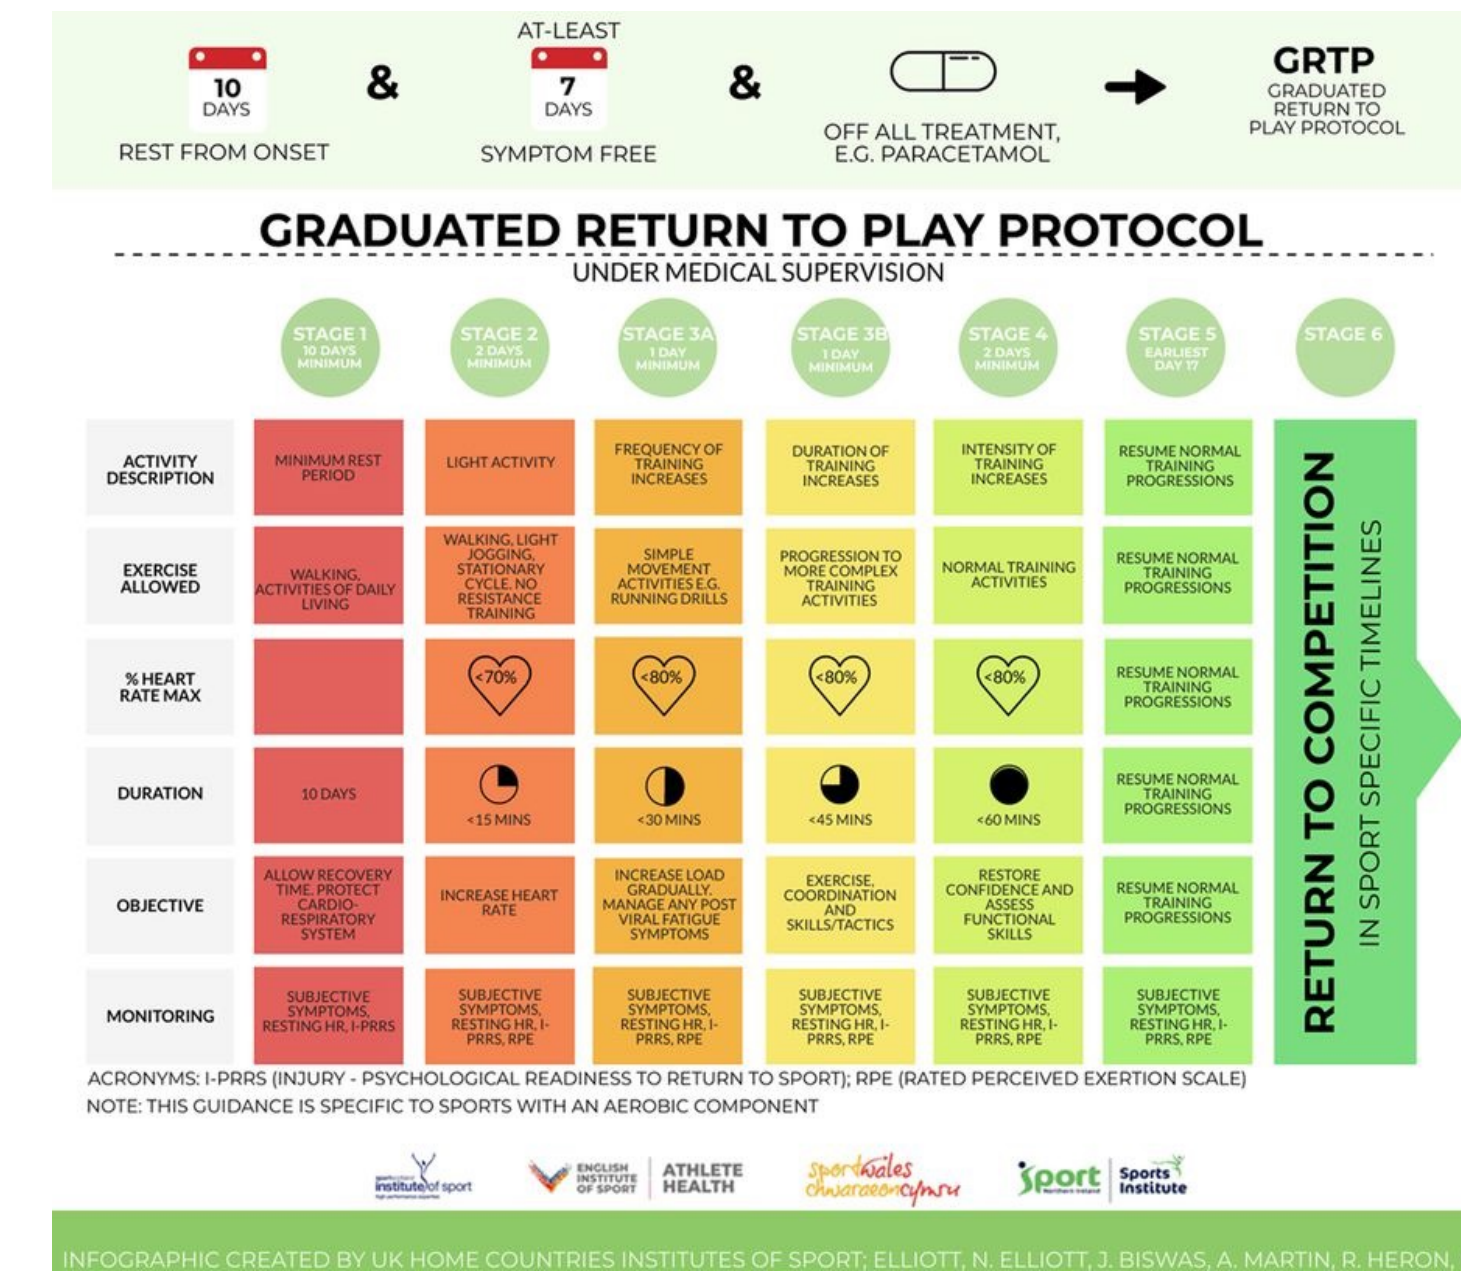 AT-LEAST
10
DAYS
&
7
DAYS
&
REST FROM ONSET
SYMPTOM FREE
OFF ALL TREATMENT,
E.G. PARACETAMOL
GRTP
GRADUATED
RETURN TO
PLAY PROTOCOL
GRADUATED RETURN TO PLAY PROTOCOL
UNDER MEDICAL SUPERVISION
STAGE 1
10 DAYS
MINIMUM
STAGE 2
2 DAYS
MINIMUM
STAGE 3A
1 DAY
MINIMUM
STAGE 3B
1 DAY
MINIMUM
STAGE 4
2 DAYS
MINIMUM
STAGE 5
EARLIEST
DAY 17
STAGE 6
ACTIVITY
DESCRIPTION
MINIMUM REST
PERIOD
LIGHT ACTIVITY
FREQUENCY OF
TRAINING
INCREASES
DURATION OF
TRAINING
INCREASES
INTENSITY OF
TRAINING
INCREASES
RESUME NORMAL
TRAINING
PROGRESSIONS
EXERCISE
ALLOWED
WALKING,
ACTIVITIES OF DAILY
LIVING
WALKING, LIGHT
JOGGING,
STATIONARY
CYCLE. NO
RESISTANCE
TRAINING
SIMPLE
MOVEMENT
ACTIVITIES E.G.
RUNNING DRILLS
PROGRESSION TO
MORE COMPLEX
TRAINING
ACTIVITIES
NORMAL TRAINING
ACTIVITIES
RESUME NORMAL
TRAINING
PROGRESSIONS
% HEART
RATE MAX
<70%
<80%
<80%
<80%
RESUME NORMAL
TRAINING
PROGRESSIONS
DURATION
10 DAYS
<15 MINS
<30 MINS
<45 MINS
<60 MINS
RESUME NORMAL
TRAINING
PROGRESSIONS
OBJECTIVE
ALLOW RECOVERY
TIME. PROTECT
CARDIO-
RESPIRATORY
SYSTEM
INCREASE HEART
RATE
INCREASE LOAD
GRADUALLY.
MANAGE ANY POST
VIRAL FATIGUE
SYMPTOMS
EXERCISE,
COORDINATION
AND
SKILLS/TACTICS
RESTORE
CONFIDENCE AND
ASSESS
FUNCTIONAL
SKILLS
RESUME NORMAL
TRAINING
PROGRESSIONS
MONITORING
SUBJECTIVE
SYMPTOMS,
RESTING HR, I-PRRS
SUBJECTIVE
SYMPTOMS,
RESTING HR, I-
PRRS, RPE
SUBJECTIVE
SYMPTOMS,
RESTING HR, I-
PRRS, RPE
SUBJECTIVE
SYMPTOMS,
RESTING HR, I-
PRRS, RPE
SUBJECTIVE
SYMPTOMS,
RESTING HR, I-
PRRS, RPE
SUBJECTIVE
SYMPTOMS,
RESTING HR, I-
PRRS, RPE
RETURN TO COMPETITION
IN SPORT SPECIFIC TIMELINES
ACRONYMS: I-PRRS (INJURY - PSYCHOLOGICAL READINESS TO RETURN TO SPORT); RPE (RATED PERCEIVED EXERTION SCALE)
NOTE: THIS GUIDANCE IS SPECIFIC TO SPORTS WITH AN AEROBIC COMPONENT
institute of sport
ENGLISH
INSTITUTE
OF SPORT
ATHLETE
HEALTH
sportwales
chwaraeoncymru
sport
Northern Ireland
Sports
Institute
INFOGRAPHIC CREATED BY UK HOME COUNTRIES INSTITUTES OF SPORT; ELLIOTT, N. ELLIOTT, J. BISWAS, A. MARTIN, R. HERON,